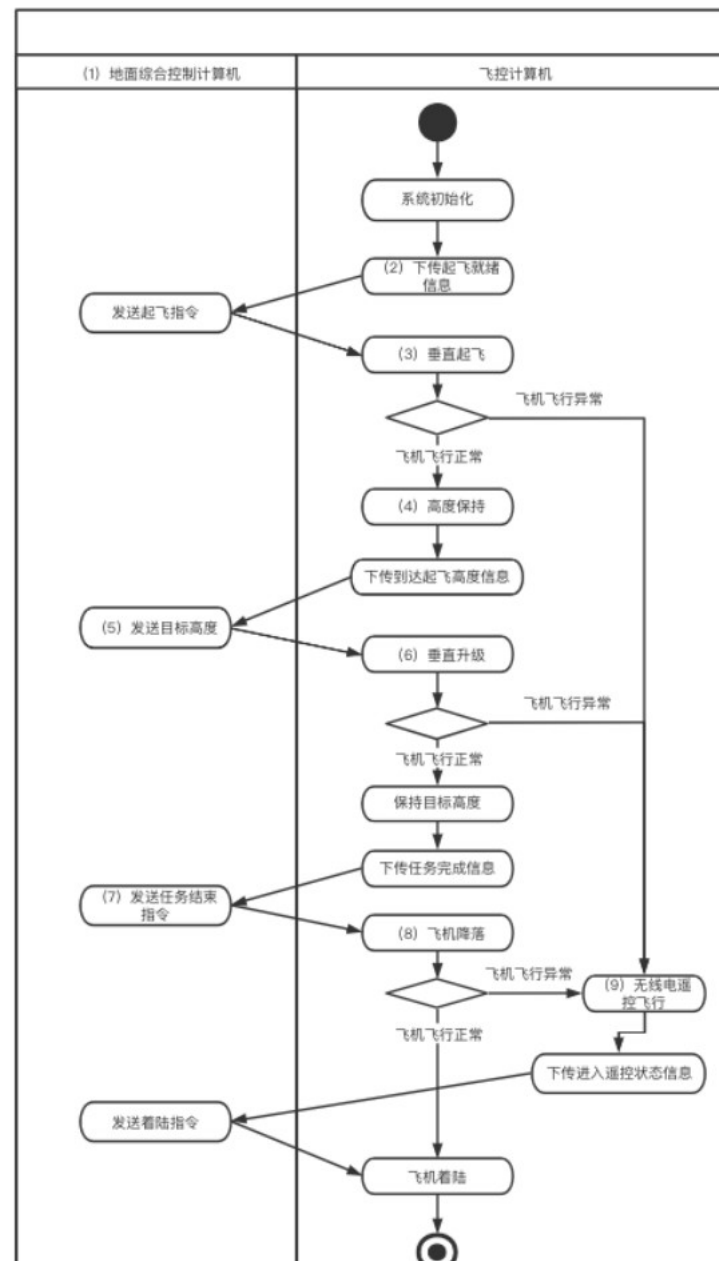 (1) 地面综合控制计算机
飞控计算机
系统初始化
(2) 下传起飞就绪
信息
发送起飞指令
(3) 垂直起飞
飞机飞行异常
飞机飞行正常
(4) 高度保持
下传到达起飞高度信息
(5) 发送目标高度
(6) 垂直升级
飞机飞行异常
飞机飞行正常
保持目标高度
下传任务完成信息
(7) 发送任务结束
指令
(8) 飞机降落
飞机飞行异常
(9) 无线电遥
控飞行
飞机飞行正常
下传进入遥控状态信息
发送着陆指令
飞机着陆